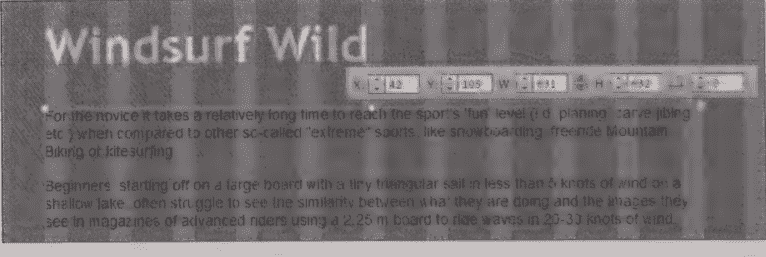 Windsurf Wild
X: 42 Y: 105 W: 631 H: 632 0
For the novice it takes a relatively long time to reach the sport's "fun" level (i.e. planing, carve jibing
etc.) when compared to other so-called "extreme" sports, like snowboarding, freeride Mountain
Biking or kitesurfing
Beginners, starting off on a large board with a tiny triangular sail in less than 5 knots of wind on a
shallow lake, often struggle to see the similarity between what they are doing and the images they
see in magazines of advanced riders using a 2.25 m board to ride waves in 20-30 knots of wind.